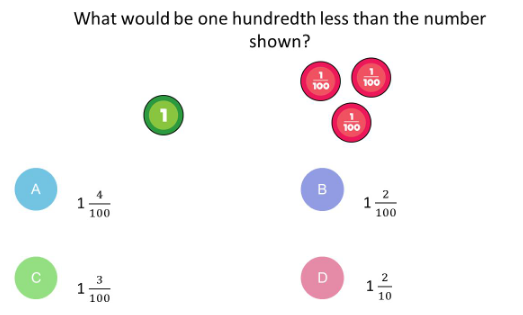 What would be one hundredth less than the number
shown?
1
1/100
1/100
1/100
A
1 4/100
B
1 2/100
C
1 3/100
D
1 2/10